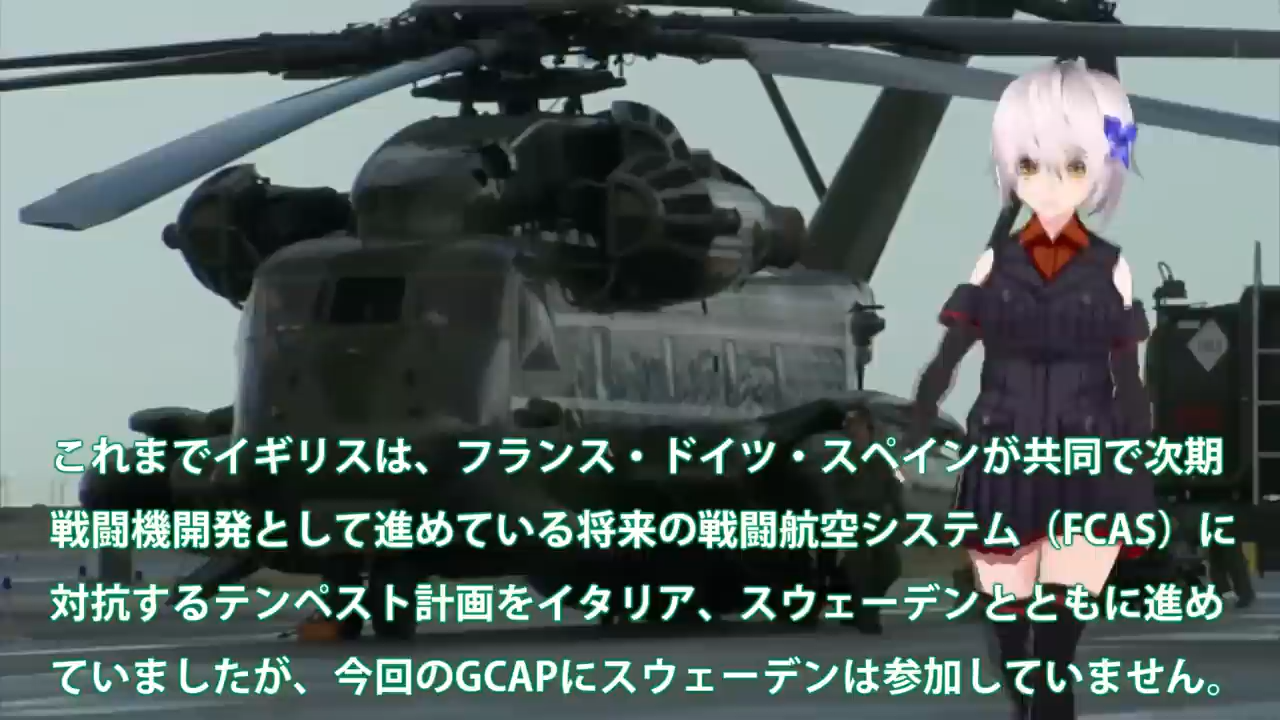 これまでイギリスは、フランス・ドイツ・スペインが共同で次期
戦闘機開発として進めている将来の戦闘航空システム（FCAS）に
対抗するテンペスト計画をイタリア、スウェーデンとともに進め
ていましたが、今回のGCAPにスウェーデンは参加していません。